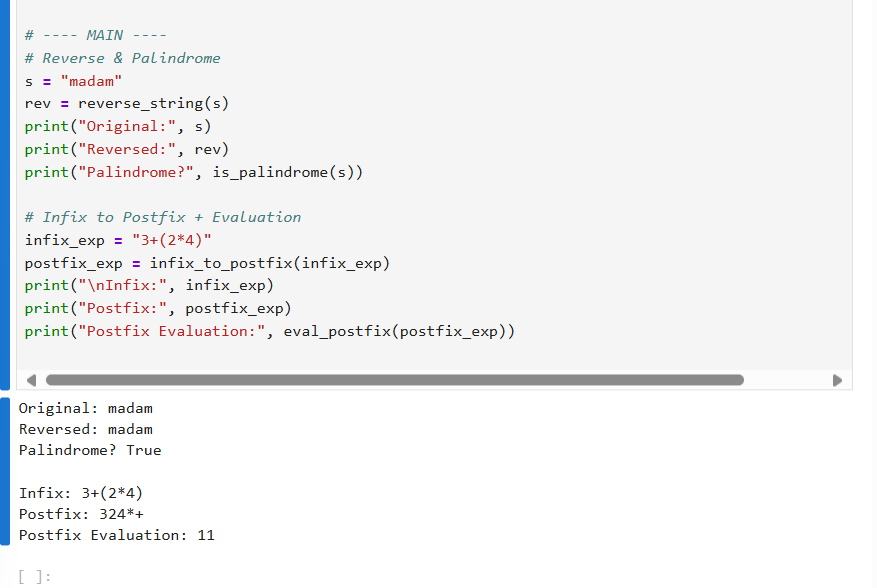 # ---- MAIN ----
# Reverse & Palindrome
s = "madam"
rev = reverse_string(s)
print("Original:", s)
print("Reversed:", rev)
print("Palindrome?", is_palindrome(s))
# Infix to Postfix + Evaluation
infix_exp = "3+(2*4)"
postfix_exp = infix_to_postfix(infix_exp)
print("\nInfix:", infix_exp)
print("Postfix:", postfix_exp)
print("Postfix Evaluation:", eval_postfix(postfix_exp))
Original: madam
Reversed: madam
Palindrome? True
Infix: 3+(2*4)
Postfix: 324*+
Postfix Evaluation: 11
[ ]: